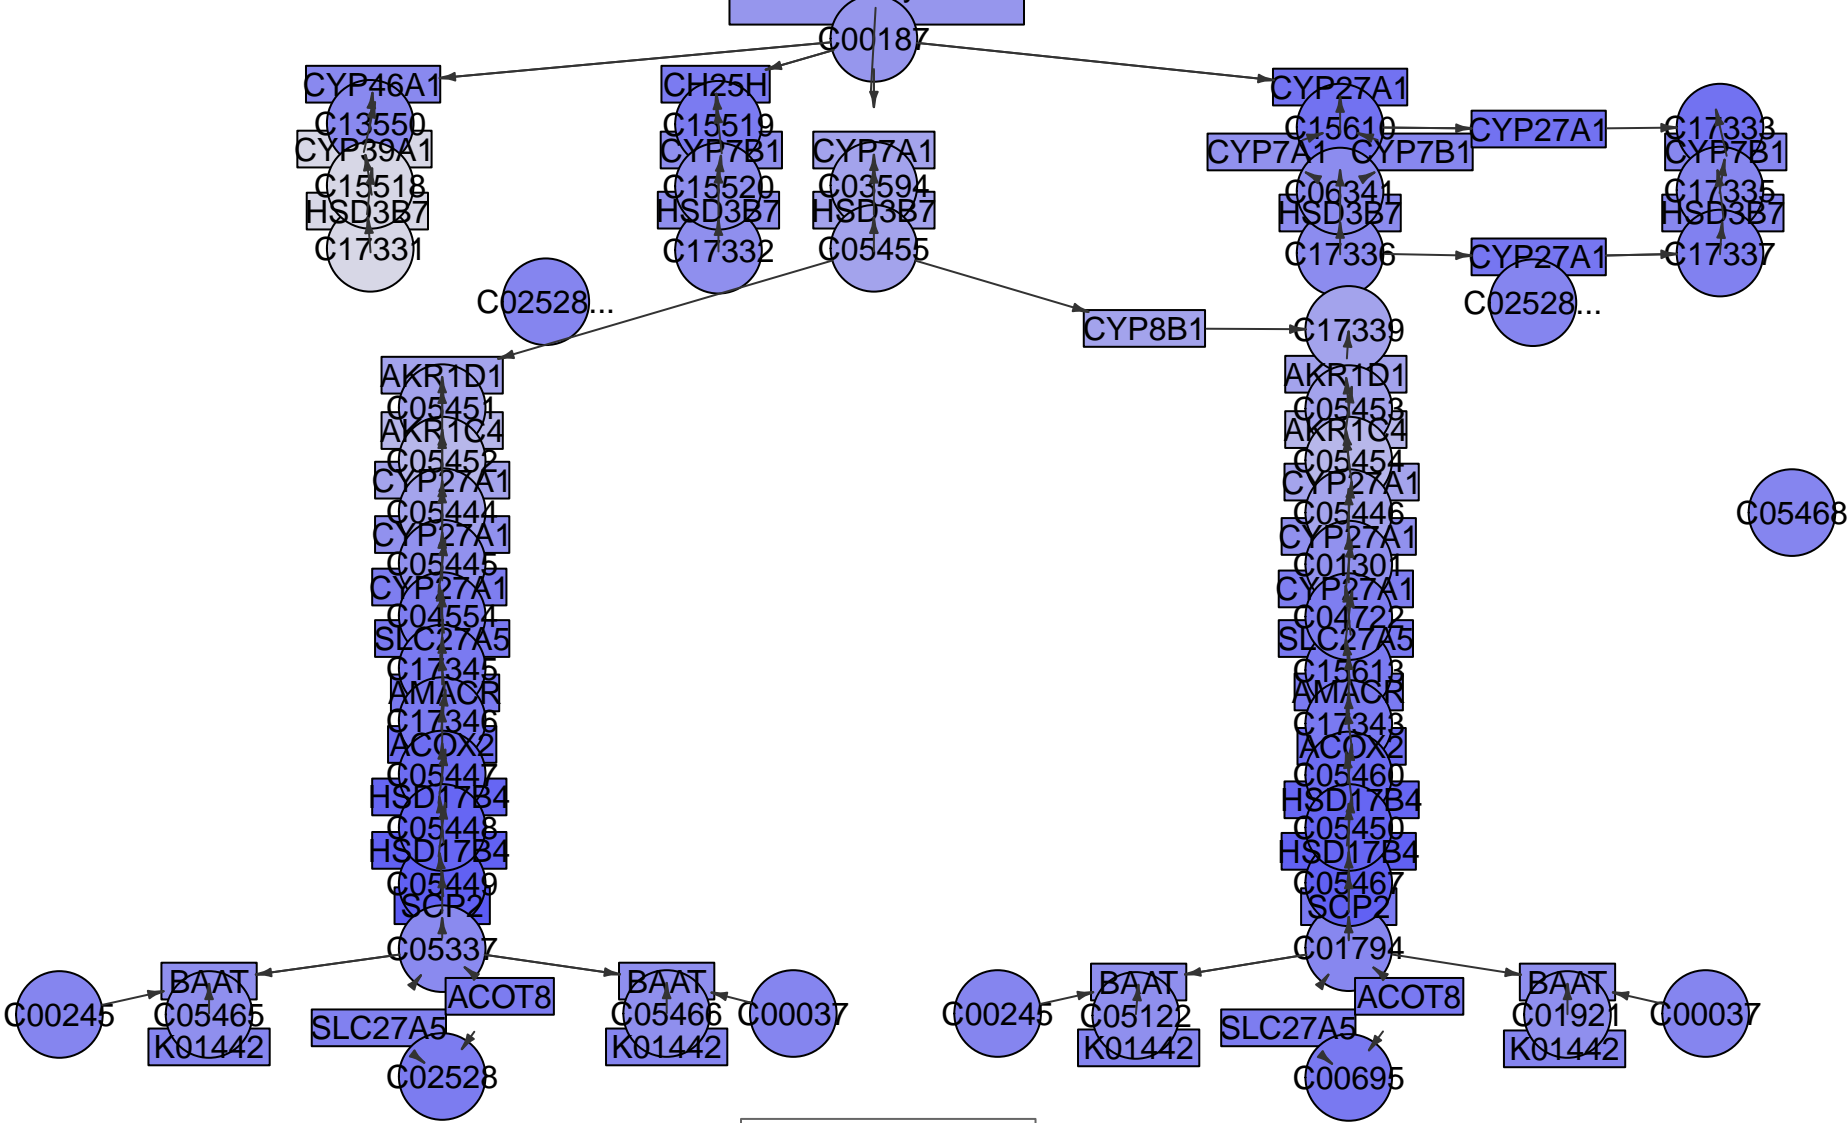 C00187
CYP46A1
C13550
CYP39A1
C15518
HSD3B7
C17331
CH25H
C15519
CYP7B1
C15520
HSD3B7
C17332
CYP7A1
C03594
HSD3B7
C05455
CYP27A1
C15610
CYP7A1
CYP7B1
C06341
HSD3B7
C17336
CYP27A1
C17333
CYP7B1
C17335
HSD3B7
C17337
CYP27A1
C02528...
C02528...
CYP8B1
C17339
AKR1D1
C05451
AKR1C4
C05452
CYP27A1
C05444
CYP27A1
C05445
CYP27A1
C04554
SLC27A5
C17345
AMACR
C17346
ACOX2
C05447
HSD17B4
C05448
HSD17B4
C05449
SCP2
C05337
AKR1D1
C05453
AKR1C4
C05454
CYP27A1
C05446
CYP27A1
C01301
CYP27A1
C04722
SLC27A5
C15613
AMACR
C17343
ACOX2
C05460
HSD17B4
C05450
HSD17B4
C05467
SCP2
C01794
C05468
C00245
BAAT
C05465
K01442
SLC27A5
ACOT8
C02528
BAAT
C05466
K01442
C00037
C00245
BAAT
C05122
K01442
SLC27A5
ACOT8
C00695
BAAT
C01921
K01442
C00037